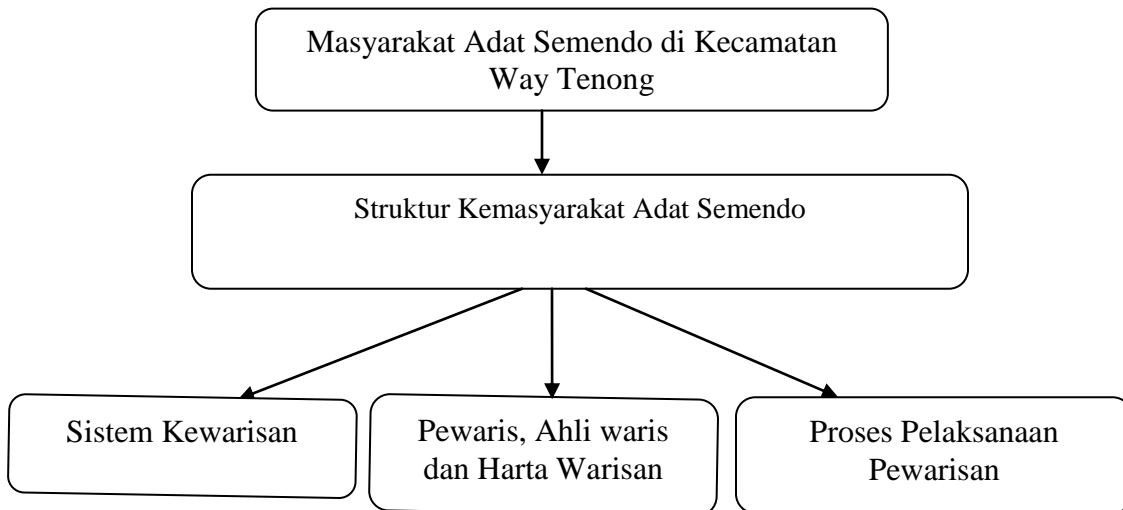 Masyarakat Adat Semendo di Kecamatan
Way Tenong
Struktur Kemasyarakat Adat Semendo
Sistem Kewarisan
Pewaris, Ahli waris
dan Harta Warisan
Proses Pelaksanaan
Pewarisan